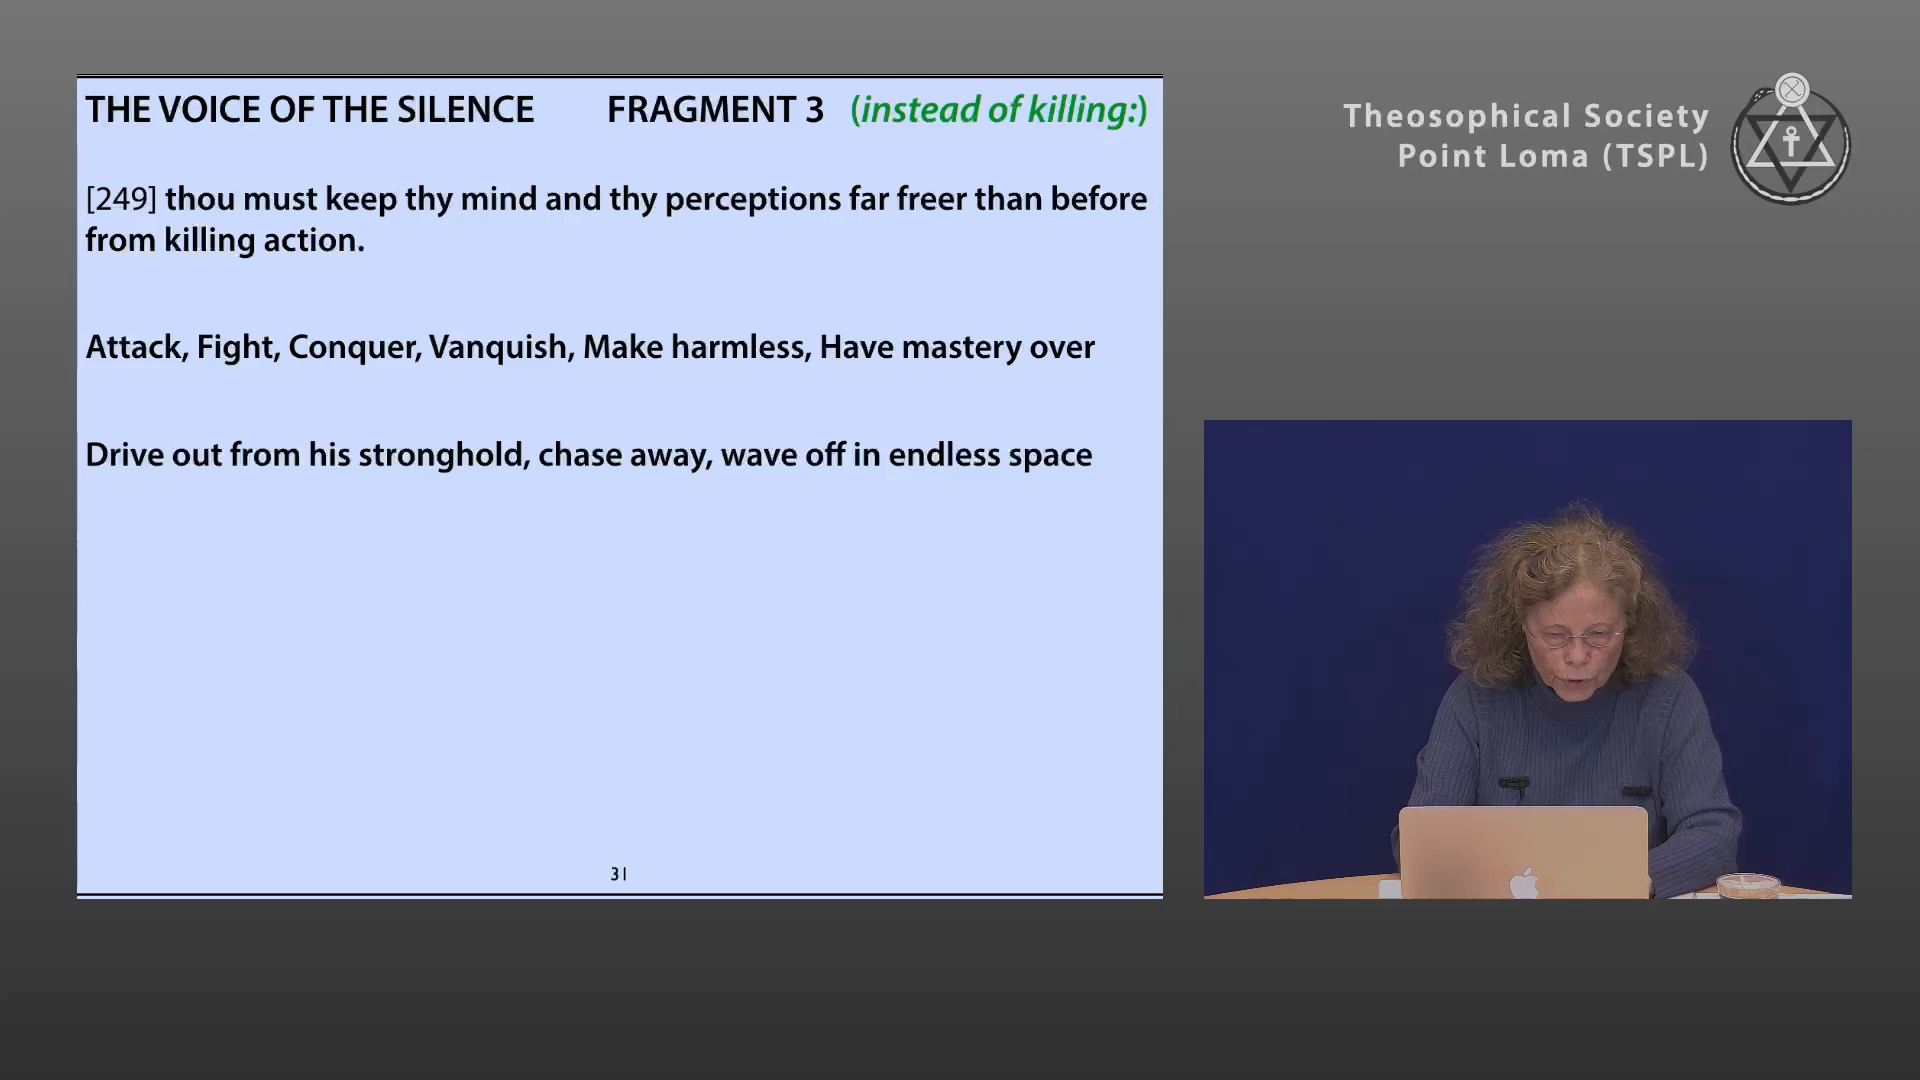 THE VOICE OF THE SILENCE FRAGMENT 3 (instead of killing:)
[249] thou must keep thy mind and thy perceptions far freer than before
from killing action.
Attack, Fight, Conquer, Vanquish, Make harmless, Have mastery over
Drive out from his stronghold, chase away, wave off in endless space
31
Theosophical Society
Point Loma (TSPL)